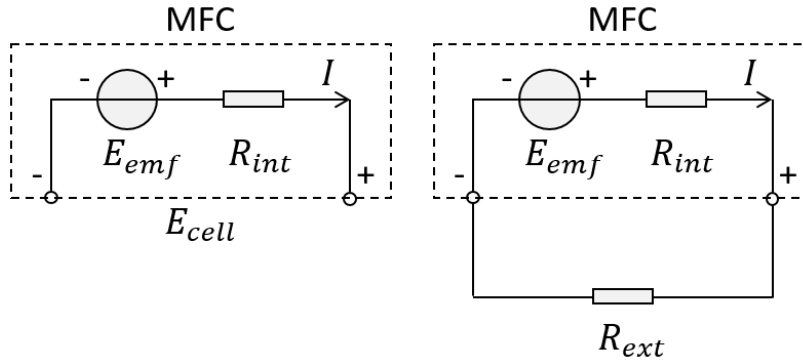 MFC
- + I
E_emf R_int
- +
E_cell
MFC
- + I
E_emf R_int
- +
R_ext